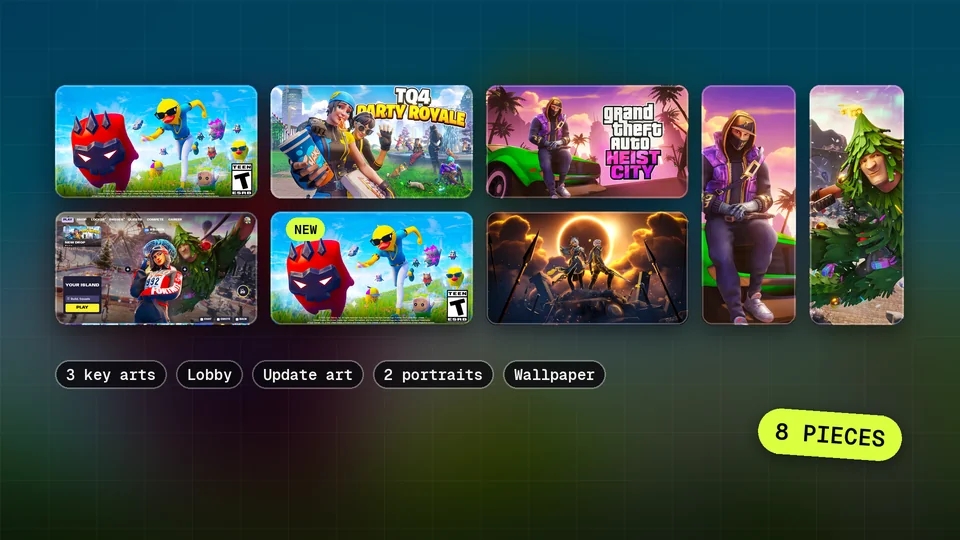 TEEN
T
ESRB
TQ4
PARTY ROYALE
grand
theft
auto
HEIST
CITY
PLAY
YOUR ISLAND
PLAY
NEW
TEEN
T
ESRB
3 key arts
Lobby
Update art
2 portraits
Wallpaper
8 PIECES